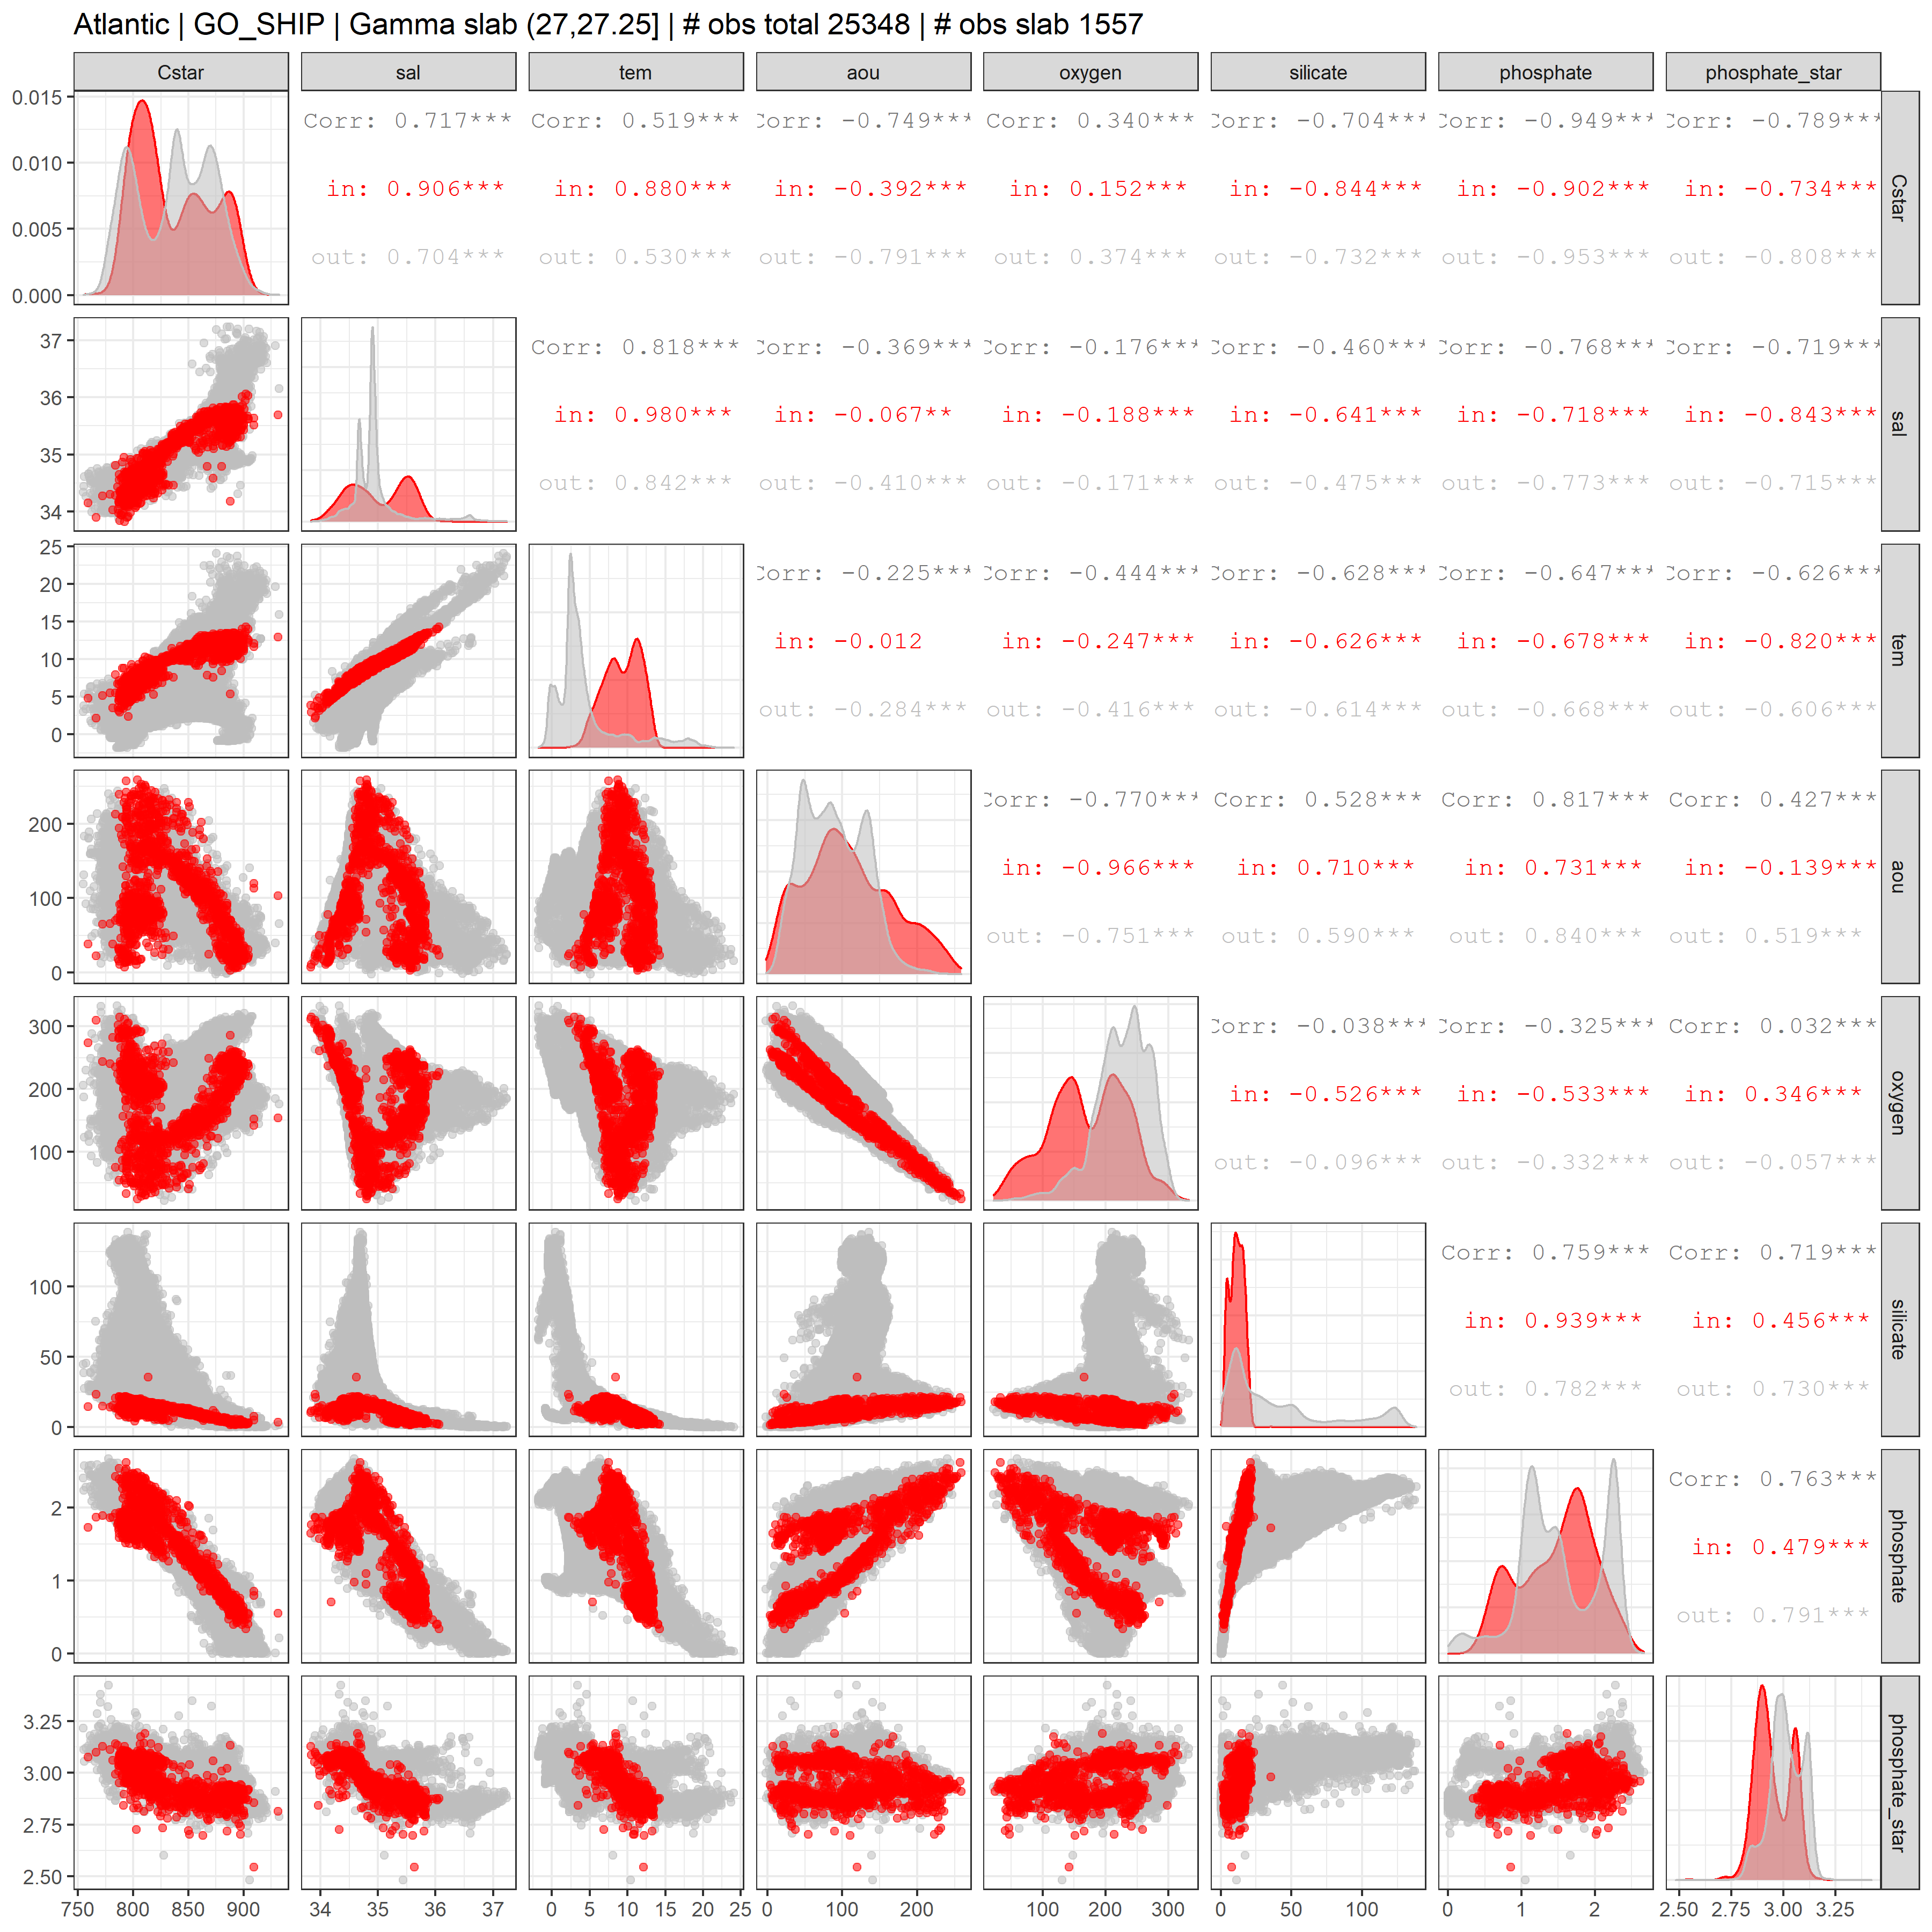 Atlantic | GO_SHIP | Gamma slab (27,27.25] | # obs total 25348 | # obs slab 1557
Cstar sal tem aou oxygen silicate phosphate phosphate_star
0.015
0.010
0.005
0.000
Corr: 0.717*** Corr: 0.519*** Corr: -0.749*** Corr: 0.340*** Corr: -0.704*** Corr: -0.949*** Corr: -0.789***
in: 0.906*** in: 0.880*** in: -0.392*** in: 0.152*** in: -0.844*** in: -0.902*** in: -0.734***
out: 0.704*** out: 0.530*** out: -0.791*** out: 0.374*** out: -0.732*** out: -0.953*** out: -0.808***
Cstar
37
36
35
34
Corr: 0.818*** Corr: -0.369*** Corr: -0.176*** Corr: -0.460*** Corr: -0.768*** Corr: -0.719***
in: 0.980*** in: -0.067** in: -0.188*** in: -0.641*** in: -0.718*** in: -0.843***
out: 0.842*** out: -0.410*** out: -0.171*** out: -0.475*** out: -0.773*** out: -0.715***
sal
25
20
15
10
5
0
Corr: -0.225*** Corr: -0.444*** Corr: -0.628*** Corr: -0.647*** Corr: -0.626***
in: -0.012 in: -0.247*** in: -0.626*** in: -0.678*** in: -0.820***
out: -0.284*** out: -0.416*** out: -0.614*** out: -0.668*** out: -0.606***
tem
200
100
0
Corr: -0.770*** Corr: 0.528*** Corr: 0.817*** Corr: 0.427***
in: -0.966*** in: 0.710*** in: 0.731*** in: -0.139***
out: -0.751*** out: 0.590*** out: 0.840*** out: 0.519***
aou
300
200
100
Corr: -0.038*** Corr: -0.325*** Corr: 0.032***
in: -0.526*** in: -0.533*** in: 0.346***
out: -0.096*** out: -0.332*** out: -0.057***
oxygen
100
50
0
Corr: 0.759*** Corr: 0.719***
in: 0.939*** in: 0.456***
out: 0.782*** out: 0.730***
silicate
2
1
0
Corr: 0.763***
in: 0.479***
out: 0.791***
phosphate
3.25
3.00
2.75
2.50
phosphate_star
750 800 850 900 34 35 36 37 0 5 10 15 20 25 0 100 200 100 200 300 0 50 100 0 1 2 2.50 2.75 3.00 3.25